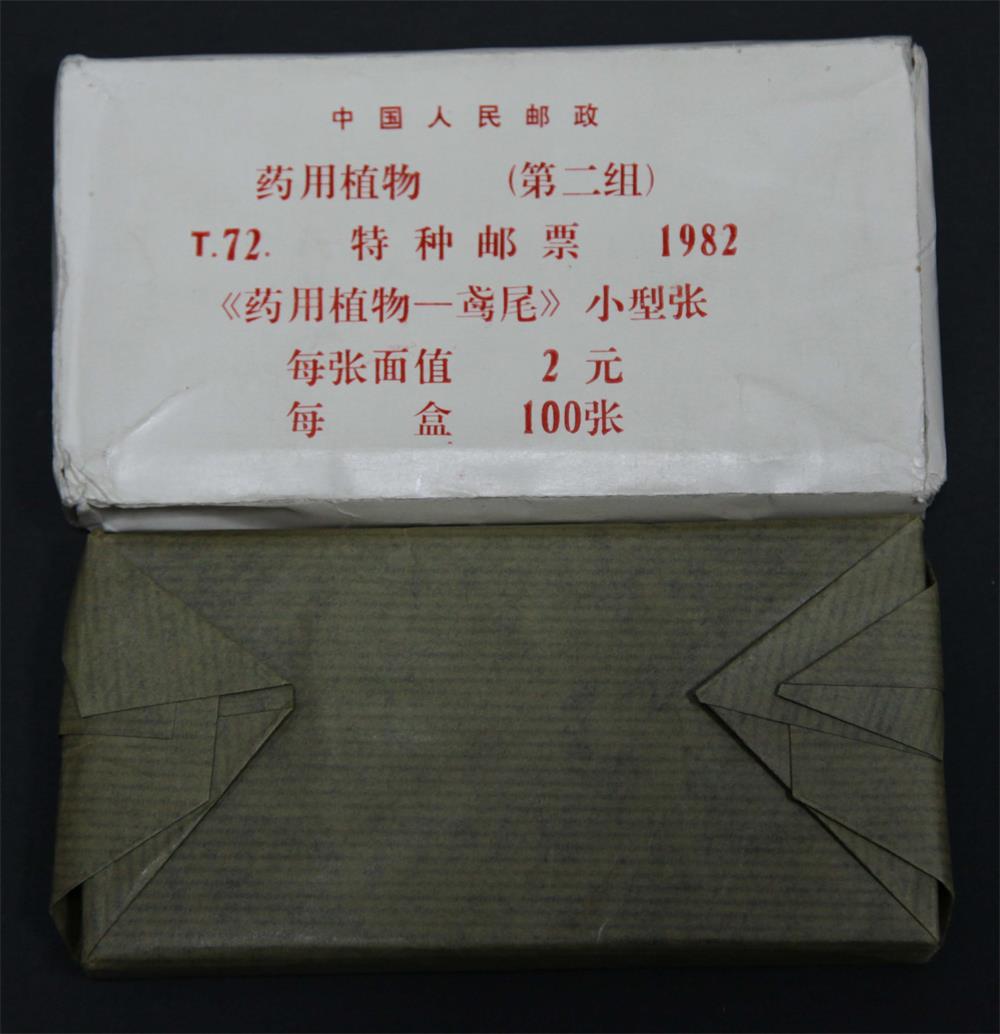 中国人民邮政
药用植物 (第二组)
T.72. 特种邮票 1982
《药用植物—鸢尾》小型张
每张面值 2元
每 盒 100张